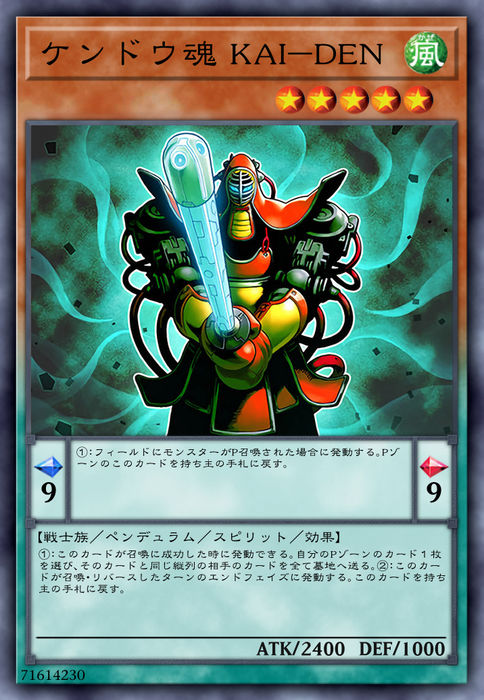 ケンドウ魂 KAI－DEN
かぜ
風
①:フィールドにモンスターがP召喚された場合に発動する。Pゾ
ーンのこのカードを持ち主の手札に戻す。
9
9
【戦士族／ペンデュラム／スピリット／効果】
①:このカードが召喚に成功した時に発動できる。自分のPゾーンのカード１枚
を選び、そのカードと同じ縦列の相手のカードを全て墓地へ送る。②:このカー
ドが召喚・リバースしたターンのエンドフェイズに発動する。このカードを持ち
主の手札に戻す。
ATK/2400 DEF/1000
71614230